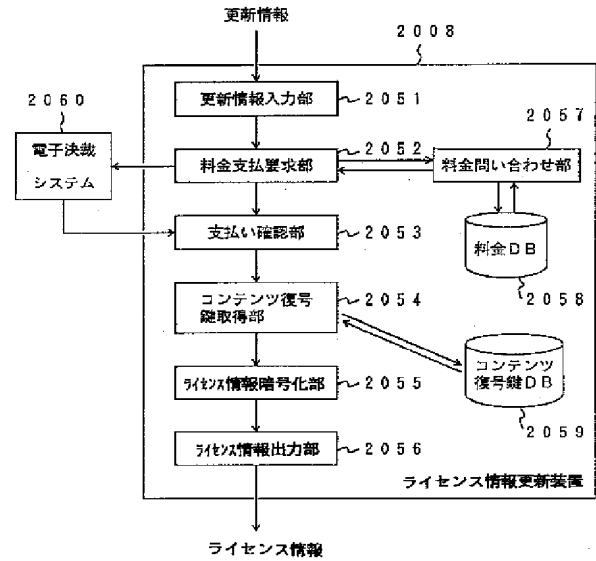 更新情報
2008
更新情報入力部
2051
2060
2057
電子決裁
システム
料金支払要求部
2052
料金問い合わせ部
支払い確認部
2053
料金DB
2058
コンテンツ復号
鍵取得部
2054
コンテンツ
復号鍵DB
ライセンス情報暗号化部
2055
2059
ライセンス情報出力部
2056
ライセンス情報更新装置
ライセンス情報